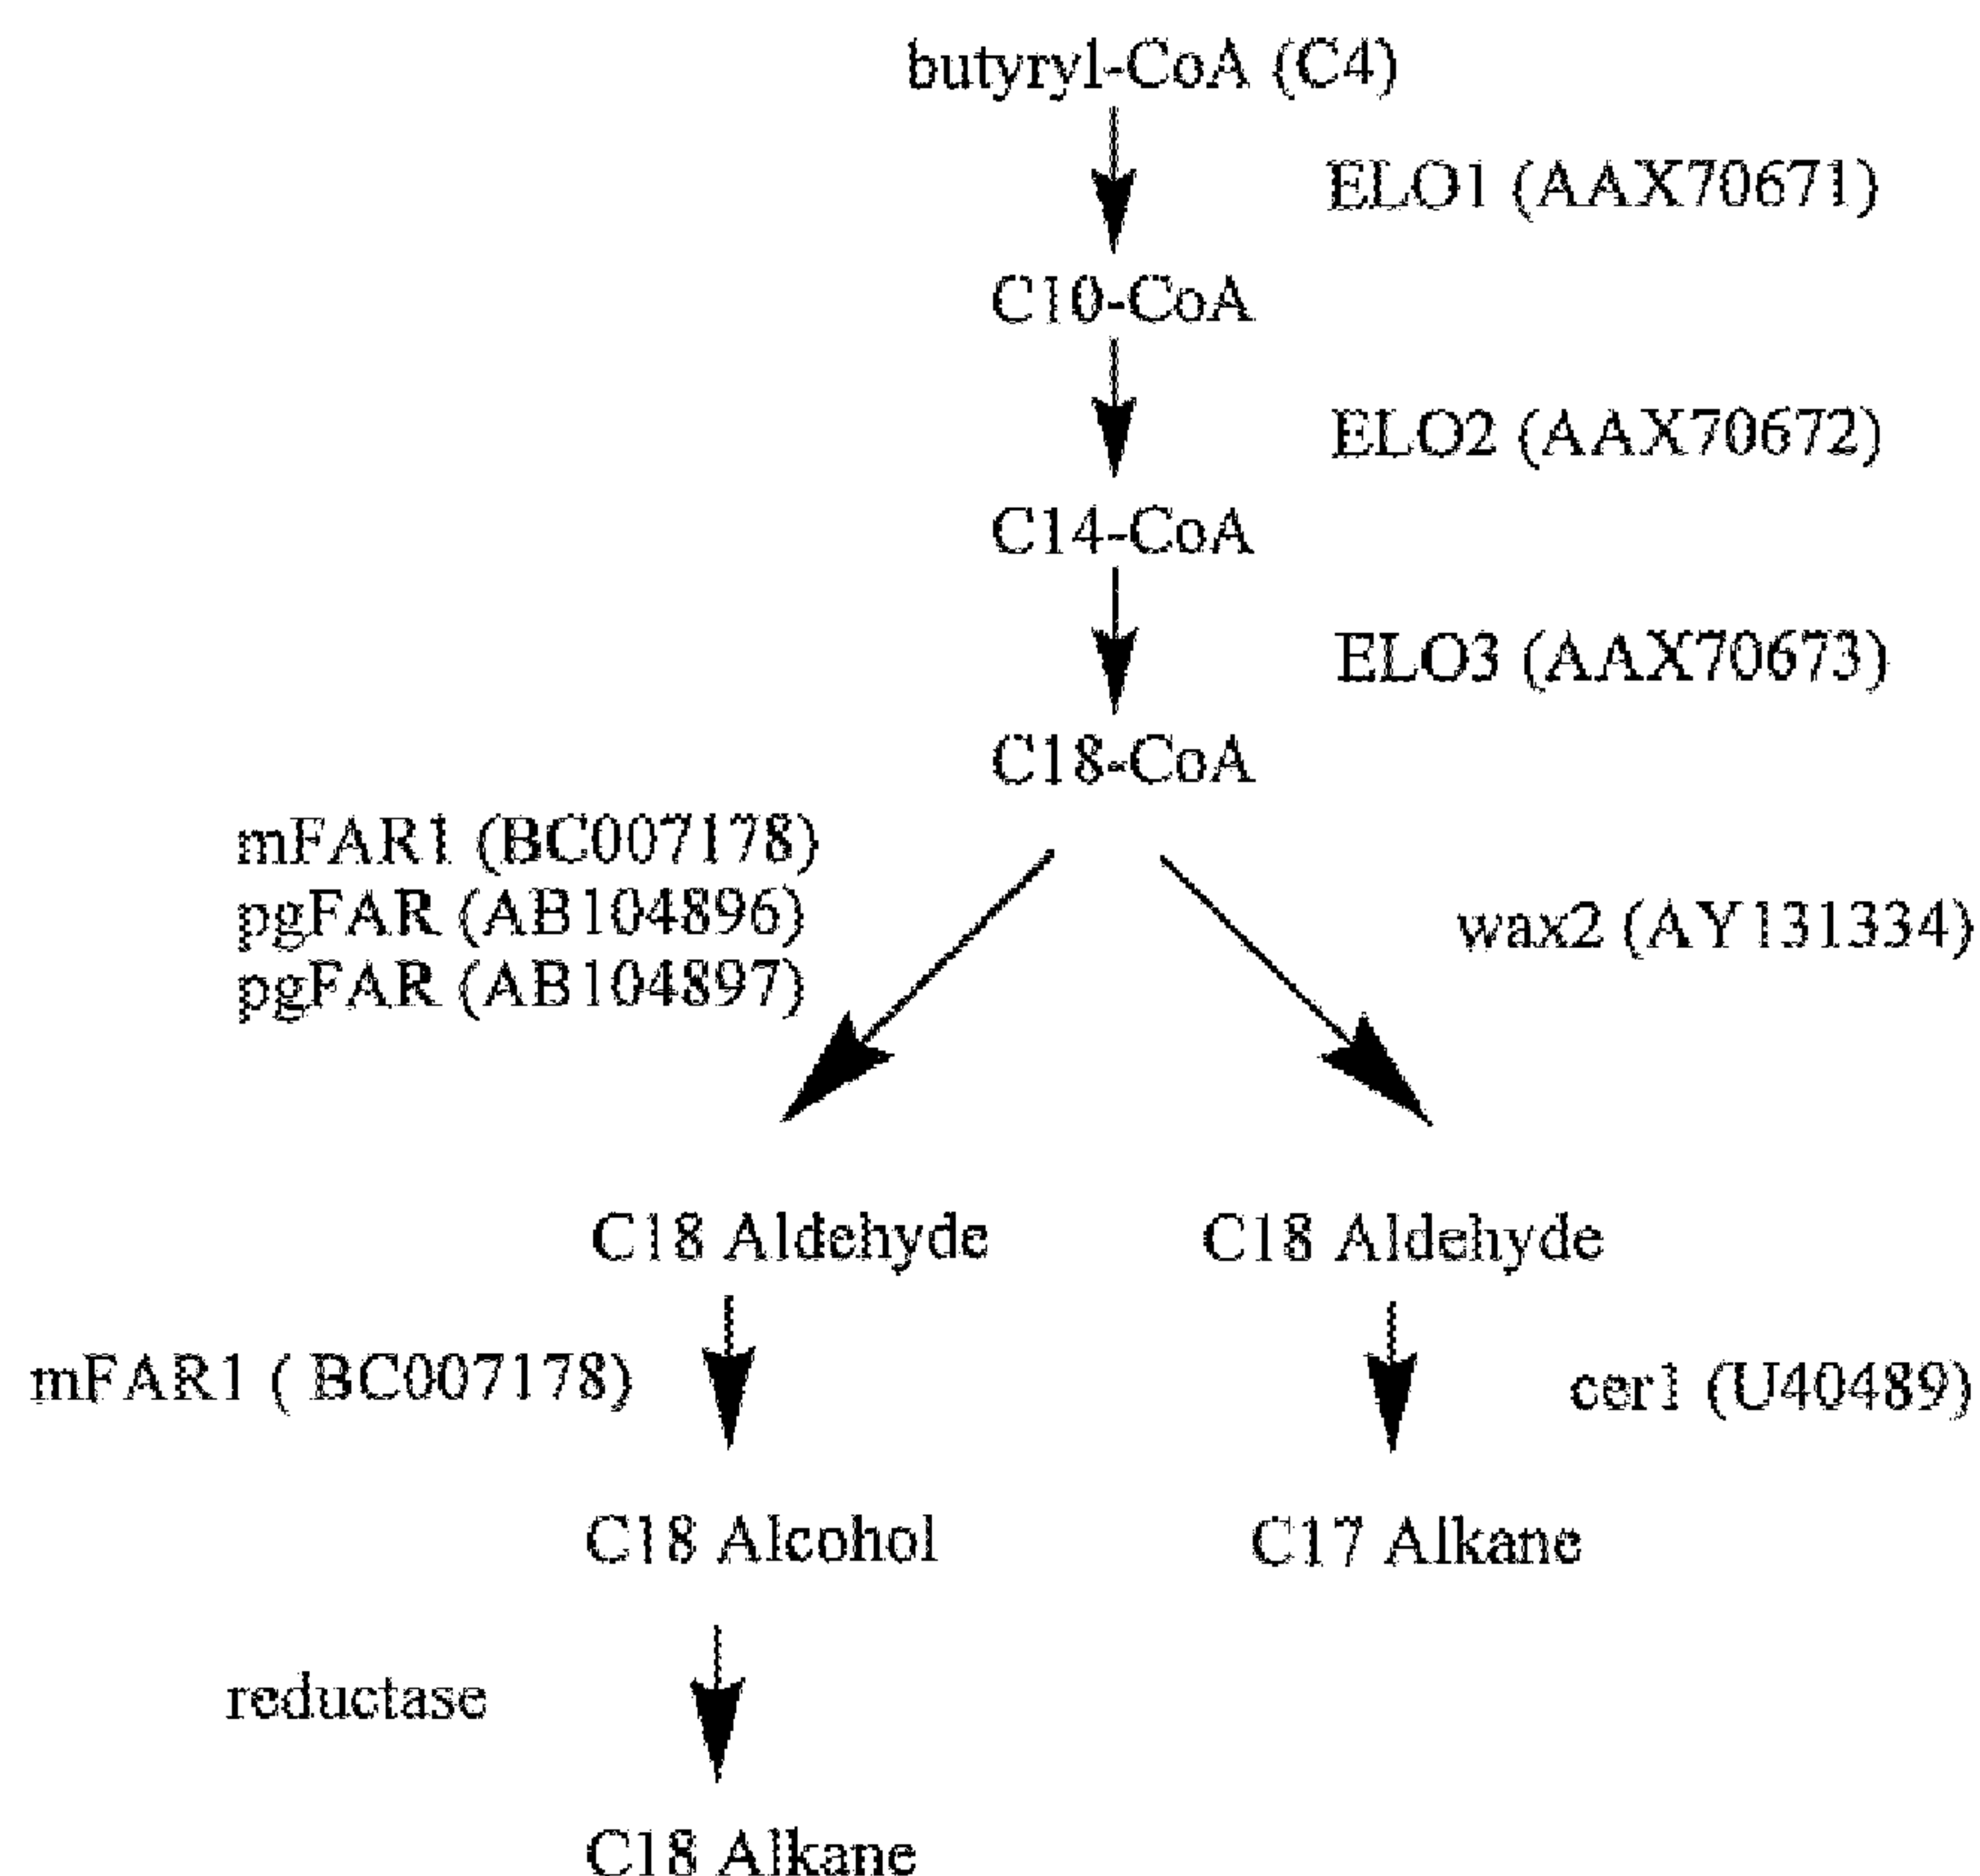 butyryl-CoA (C4)
ELO1 (AAX70671)
C10-CoA
ELO2 (AAX70672)
C14-CoA
ELO3 (AAX70673)
C18-CoA
mFAR1 (BC007178)
pgFAR (AB104896)
pgFAR (AB104897)
wax2 (AY131334)
C18 Aldehyde
C18 Aldehyde
mFAR1 ( BC007178)
cer1 (U40489)
C18 Alcohol
C17 Alkane
reductase
C18 Alkane